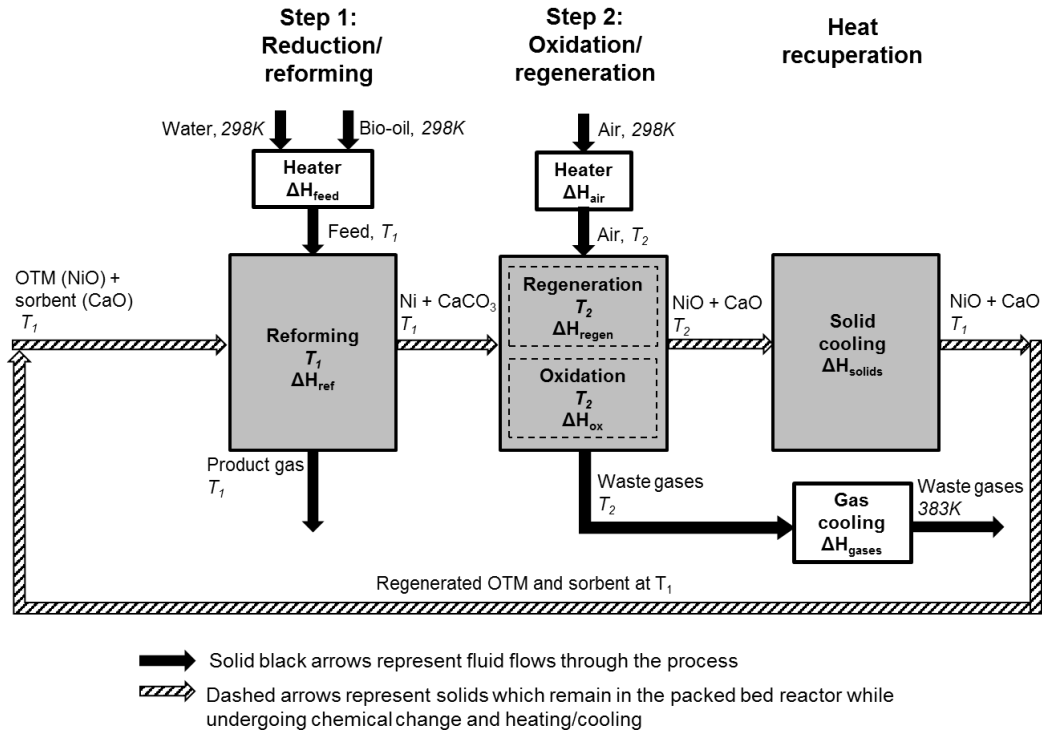 Step 1:
Reduction/
reforming
Step 2:
Oxidation/
regeneration
Heat
recuperation
Water, 298K
Bio-oil, 298K
Air, 298K
Heater
ΔHfeed
Heater
ΔHair
Feed, T1
Air, T2
OTM (NiO) +
sorbent (CaO)
T1
Reforming
T1
ΔHref
Ni + CaCO3
T1
Regeneration
T2
ΔHregen
Oxidation
T2
ΔHox
NiO + CaO
T2
Solid
cooling
ΔHsolids
NiO + CaO
T1
Product gas
T1
Waste gases
T2
Gas
cooling
ΔHgases
Waste gases
383K
Regenerated OTM and sorbent at T1
Solid black arrows represent fluid flows through the process
Dashed arrows represent solids which remain in the packed bed reactor while
undergoing chemical change and heating/cooling